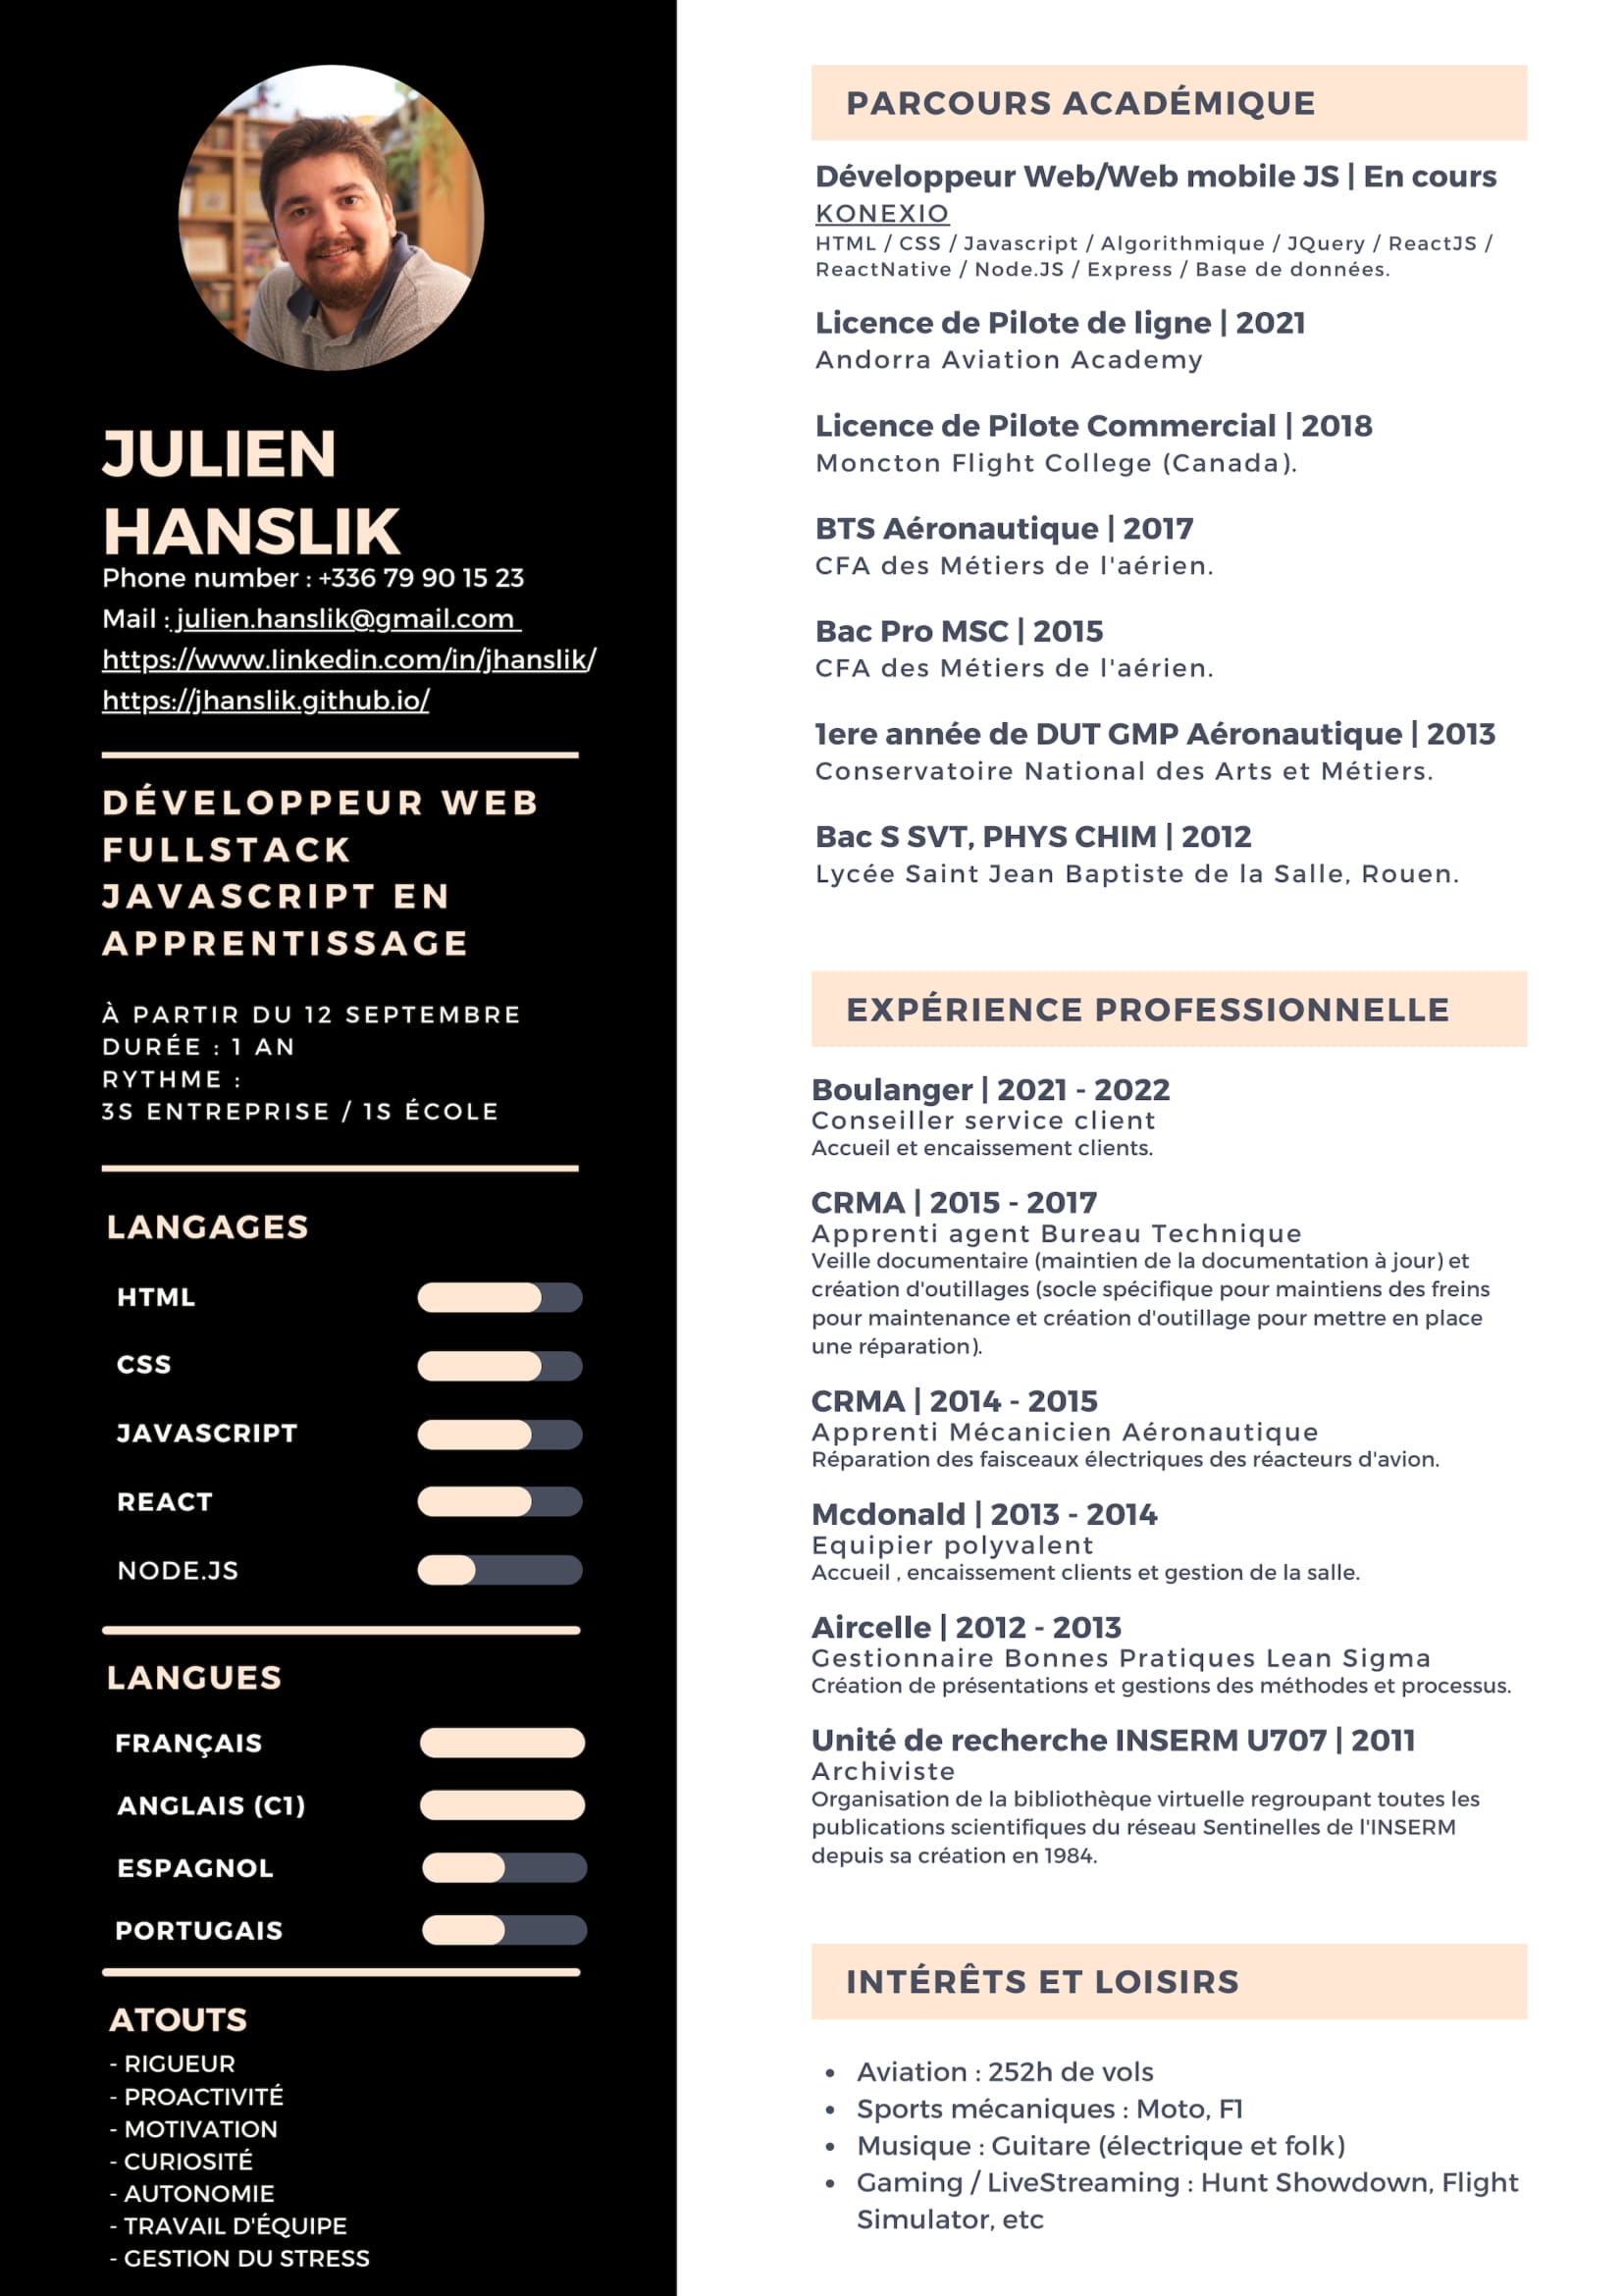 JULIEN
HANSLIK
Phone number : +336 79 90 15 23
Mail : julien.hanslik@gmail.com
https://www.linkedin.com/in/jhanslik/
https://jhanslik.github.io/
DÉVELOPPEUR WEB
FULLSTACK
JAVASCRIPT EN
APPRENTISSAGE
À PARTIR DU 12 SEPTEMBRE
DURÉE : 1 AN
RYTHME :
3S ENTREPRISE / 1S ÉCOLE
LANGAGES
HTML
CSS
JAVASCRIPT
REACT
NODE.JS
LANGUES
FRANÇAIS
ANGLAIS (C1)
ESPAGNOL
PORTUGAIS
ATOUTS
- RIGUEUR
- PROACTIVITÉ
- MOTIVATION
- CURIOSITÉ
- AUTONOMIE
- TRAVAIL D'ÉQUIPE
- GESTION DU STRESS
PARCOURS ACADÉMIQUE
Développeur Web/Web mobile JS | En cours
KONEXIO
HTML / CSS / Javascript / Algorithmique / JQuery / ReactJS /
ReactNative / Node.JS / Express / Base de données.
Licence de Pilote de ligne | 2021
Andorra Aviation Academy
Licence de Pilote Commercial | 2018
Moncton Flight College (Canada).
BTS Aéronautique | 2017
CFA des Métiers de l'aérien.
Bac Pro MSC | 2015
CFA des Métiers de l'aérien.
1ere année de DUT GMP Aéronautique | 2013
Conservatoire National des Arts et Métiers.
Bac S SVT, PHYS CHIM | 2012
Lycée Saint Jean Baptiste de la Salle, Rouen.
EXPÉRIENCE PROFESSIONNELLE
Boulanger | 2021 - 2022
Conseiller service client
Accueil et encaissement clients.
CRMA | 2015 - 2017
Apprenti agent Bureau Technique
Veille documentaire (maintien de la documentation à jour) et
création d'outillages (socle spécifique pour maintiens des freins
pour maintenance et création d'outillage pour mettre en place
une réparation).
CRMA | 2014 - 2015
Apprenti Mécanicien Aéronautique
Réparation des faisceaux électriques des réacteurs d'avion.
Mcdonald | 2013 - 2014
Equipier polyvalent
Accueil , encaissement clients et gestion de la salle.
Aircelle | 2012 - 2013
Gestionnaire Bonnes Pratiques Lean Sigma
Création de présentations et gestions des méthodes et processus.
Unité de recherche INSERM U707 | 2011
Archiviste
Organisation de la bibliothèque virtuelle regroupant toutes les
publications scientifiques du réseau Sentinelles de l'INSERM
depuis sa création en 1984.
INTÉRÊTS ET LOISIRS
• Aviation : 252h de vols
• Sports mécaniques : Moto, F1
• Musique : Guitare (électrique et folk)
• Gaming / LiveStreaming : Hunt Showdown, Flight
Simulator, etc